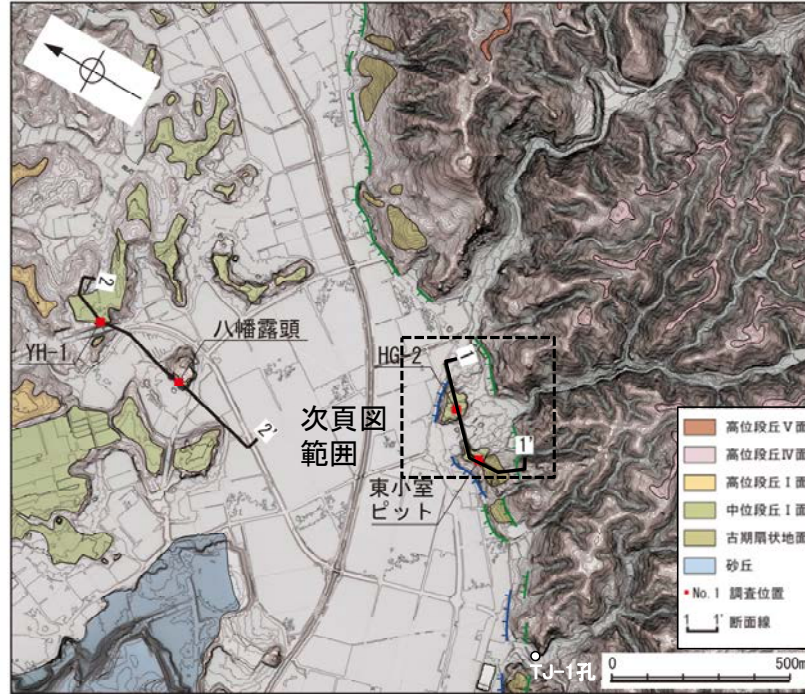 2
YH-1
八幡露頭
2'
次頁図
範囲
HG-2
1
1'
東小室
ピット
TJ-1孔
高位段丘Ⅴ面
高位段丘Ⅳ面
高位段丘Ⅰ面
中位段丘Ⅰ面
古期扇状地面
砂丘
No.1 調査位置
1 1' 断面線
0 500m